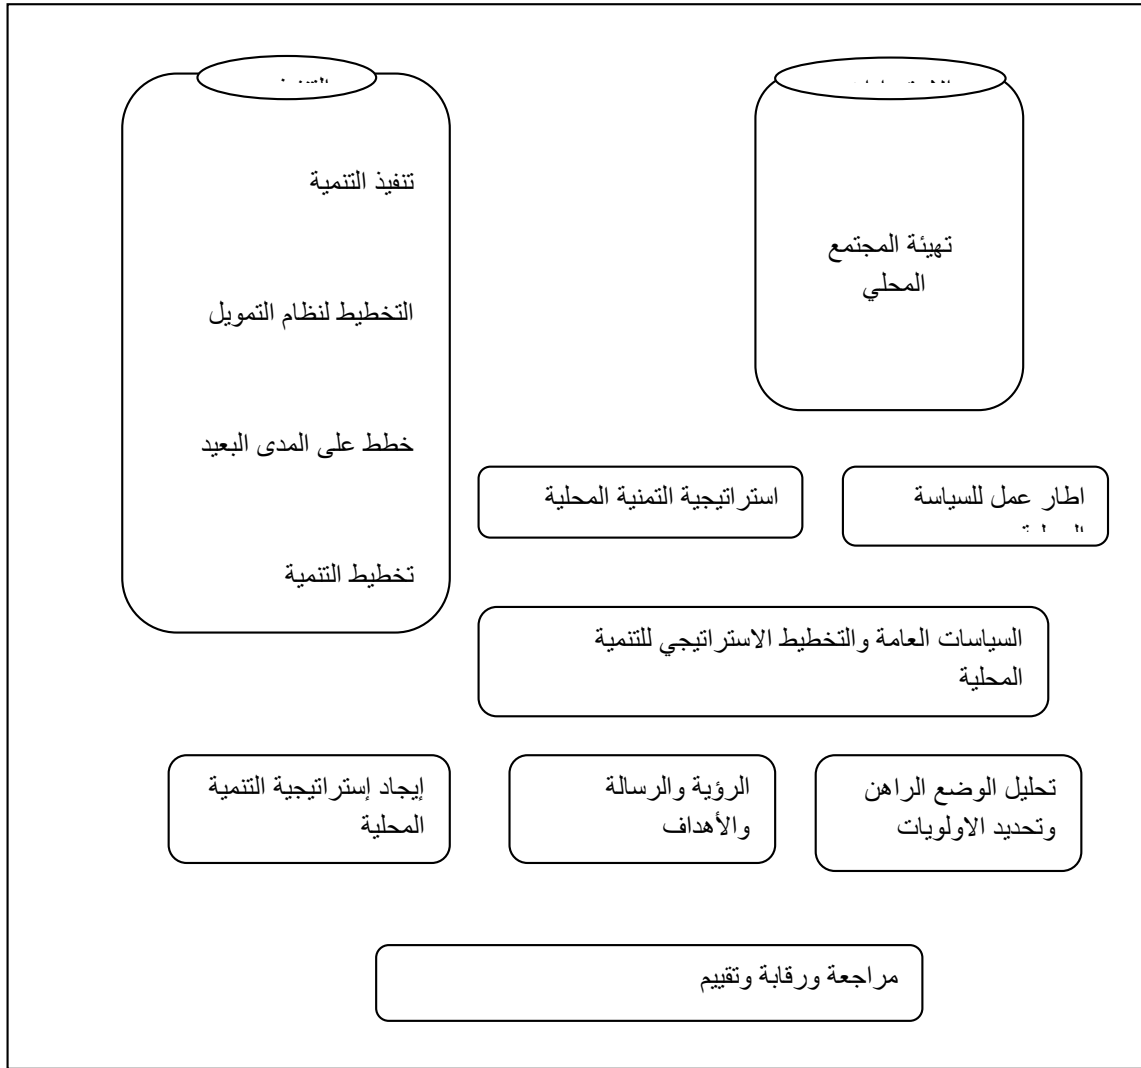 تهيئة المجتمع
المحلي
تنفيذ التنمية
التخطيط لنظام التمويل
خطط على المدى البعيد
تخطيط التنمية
اطار عمل للسياسة
استراتيجية التمنية المحلية
السياسات العامة والتخطيط الاستراتيجي للتنمية
المحلية
تحليل الوضع الراهن
وتحديد الاولويات
الرؤية والرسالة
والأهداف
إيجاد إستراتيجية التنمية
المحلية
مراجعة ورقابة وتقييم